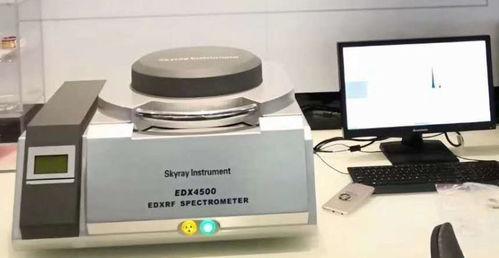 Skyray Instrument
Skyray Instrument
EDX4500
EDXRF SPECTROMETER